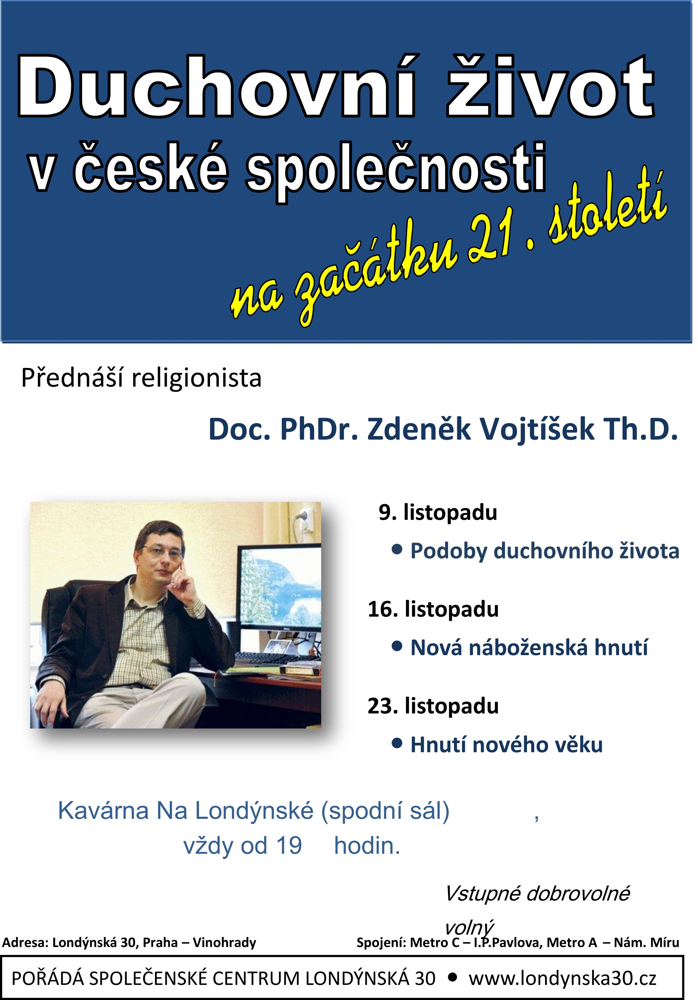 Duchovní život
v české společnosti
na začátku 21. století
Přednáší religionista
Doc. PhDr. Zdeněk Vojtíšek Th.D.
9. listopadu
• Podoby duchovního života
16. listopadu
• Nová náboženská hnutí
23. listopadu
• Hnutí nového věku
Kavárna Na Londýnské (spodní sál) ,
vždy od 19 hodin.
Vstupné dobrovolné
volný
Adresa: Londýnská 30, Praha – Vinohrady Spojení: Metro C – I.P.Pavlova, Metro A – Nám. Míru
POŘÁDÁ SPOLEČENSKÉ CENTRUM LONDÝNSKÁ 30 • www.londynska30.cz